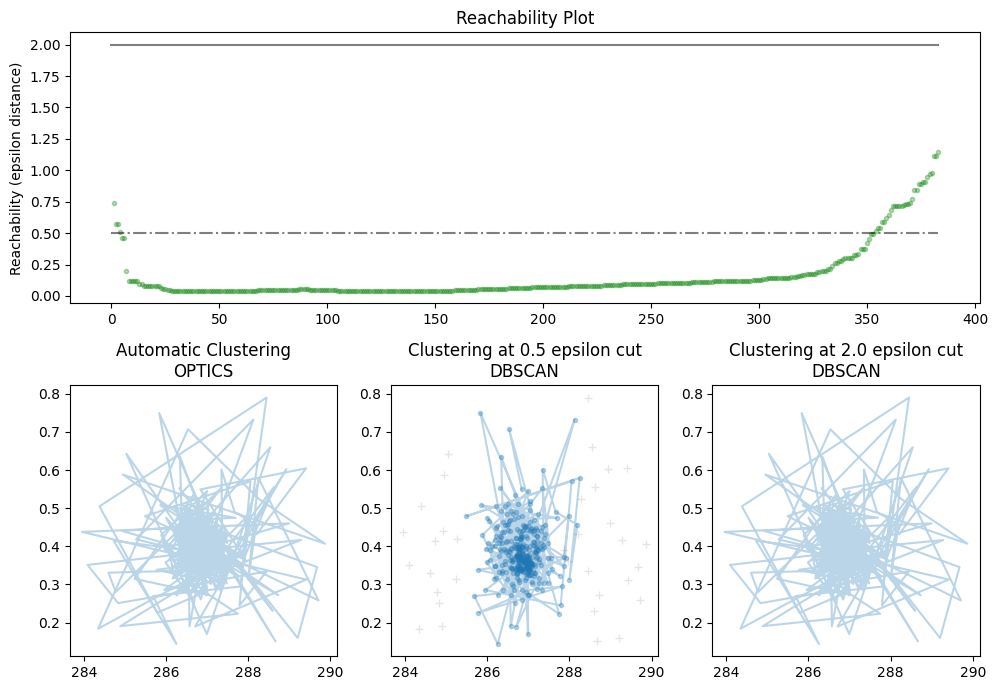 Reachability Plot
Reachability (epsilon distance)
2.00
1.75
1.50
1.25
1.00
0.75
0.50
0.25
0.00
0 50 100 150 200 250 300 350 400
Automatic Clustering
OPTICS
0.8
0.7
0.6
0.5
0.4
0.3
0.2
284 286 288 290
Clustering at 0.5 epsilon cut
DBSCAN
0.8
0.7
0.6
0.5
0.4
0.3
0.2
284 286 288 290
Clustering at 2.0 epsilon cut
DBSCAN
0.8
0.7
0.6
0.5
0.4
0.3
0.2
284 286 288 290